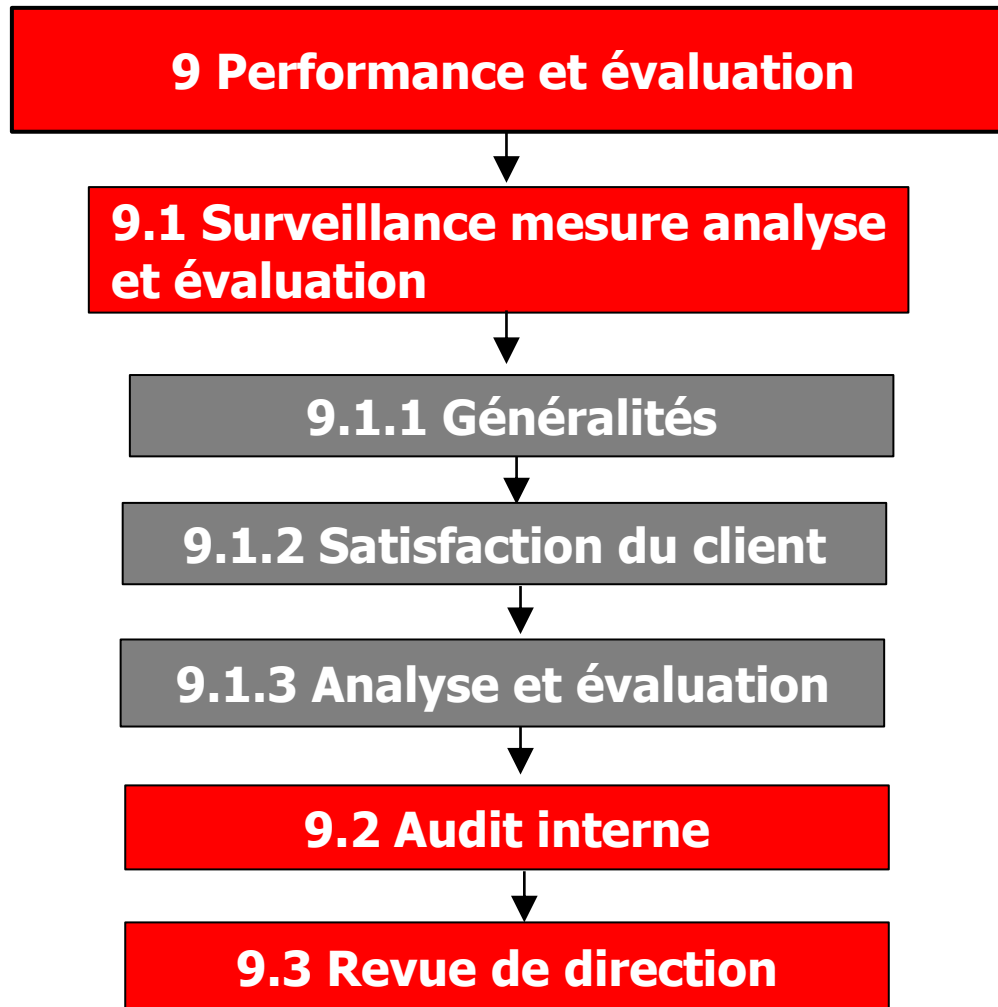 9 Performance et évaluation
9.1 Surveillance mesure analyse
et évaluation
9.1.1 Généralités
9.1.2 Satisfaction du client
9.1.3 Analyse et évaluation
9.2 Audit interne
9.3 Revue de direction